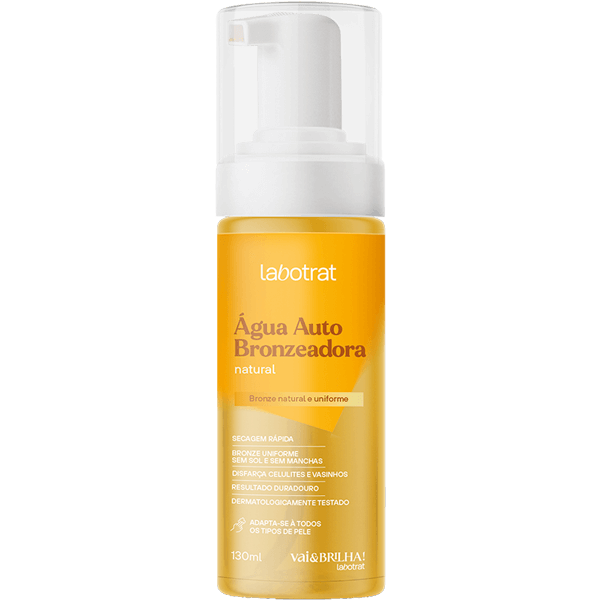 labotrat
Água Auto
Bronzeadora
natural
Bronze natural e uniforme
SECAGEM RÁPIDA
BRONZE UNIFORME
SEM SOL E SEM MANCHAS
DISFARÇA CELULITES E VASINHOS
RESULTADO DURADOURO
DERMATOLOGICAMENTE TESTADO
ADAPTA-SE À TODOS
OS TIPOS DE PELE
130ml
vai&BRILHA!
labotrat